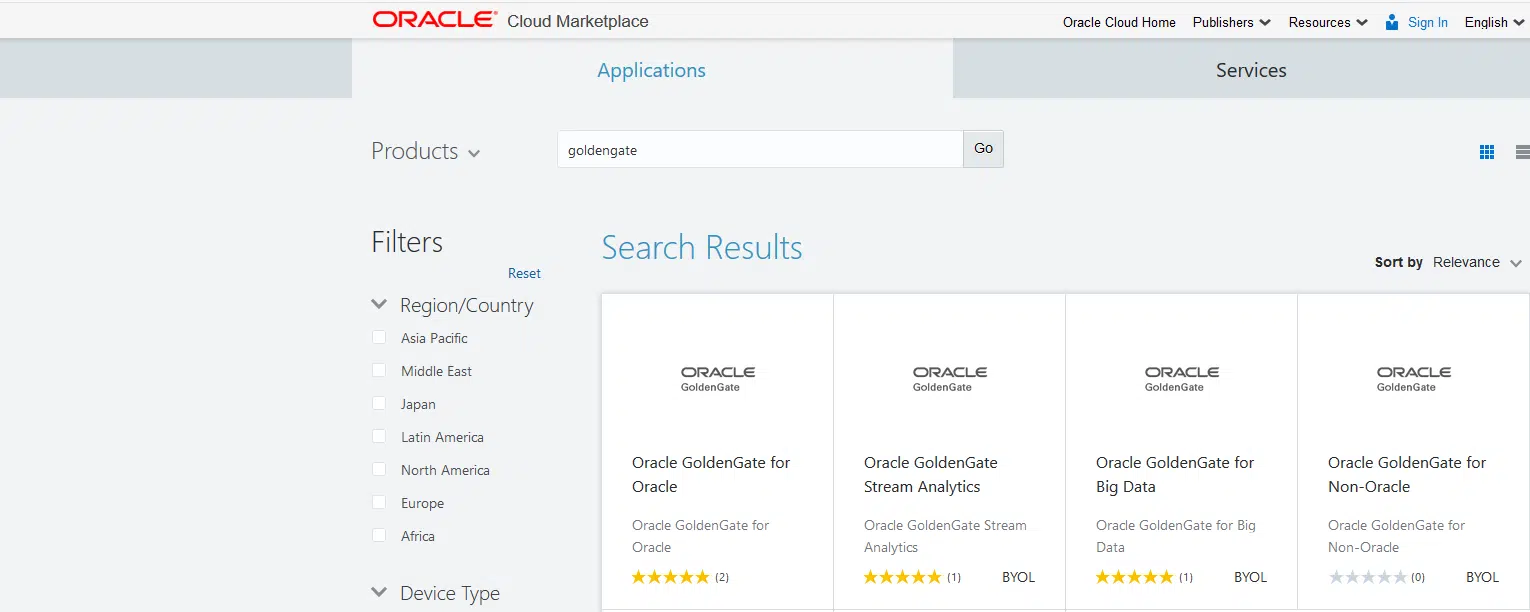 ORACLE Cloud Marketplace
Oracle Cloud Home Publishers Resources Sign In English
Applications
Services
Products
goldengate
Go
Filters
Reset
Region/Country
Asia Pacific
Middle East
Japan
Latin America
North America
Europe
Africa
Device Type
Search Results
Sort by Relevance
ORACLE
GoldenGate
Oracle GoldenGate for
Oracle
Oracle GoldenGate for
Oracle
(2)
ORACLE
GoldenGate
Oracle GoldenGate
Stream Analytics
Oracle GoldenGate Stream
Analytics
(1) BYOL
ORACLE
GoldenGate
Oracle GoldenGate for
Big Data
Oracle GoldenGate for Big
Data
(1) BYOL
ORACLE
GoldenGate
Oracle GoldenGate for
Non-Oracle
Oracle GoldenGate for
Non-Oracle
(0) BYOL